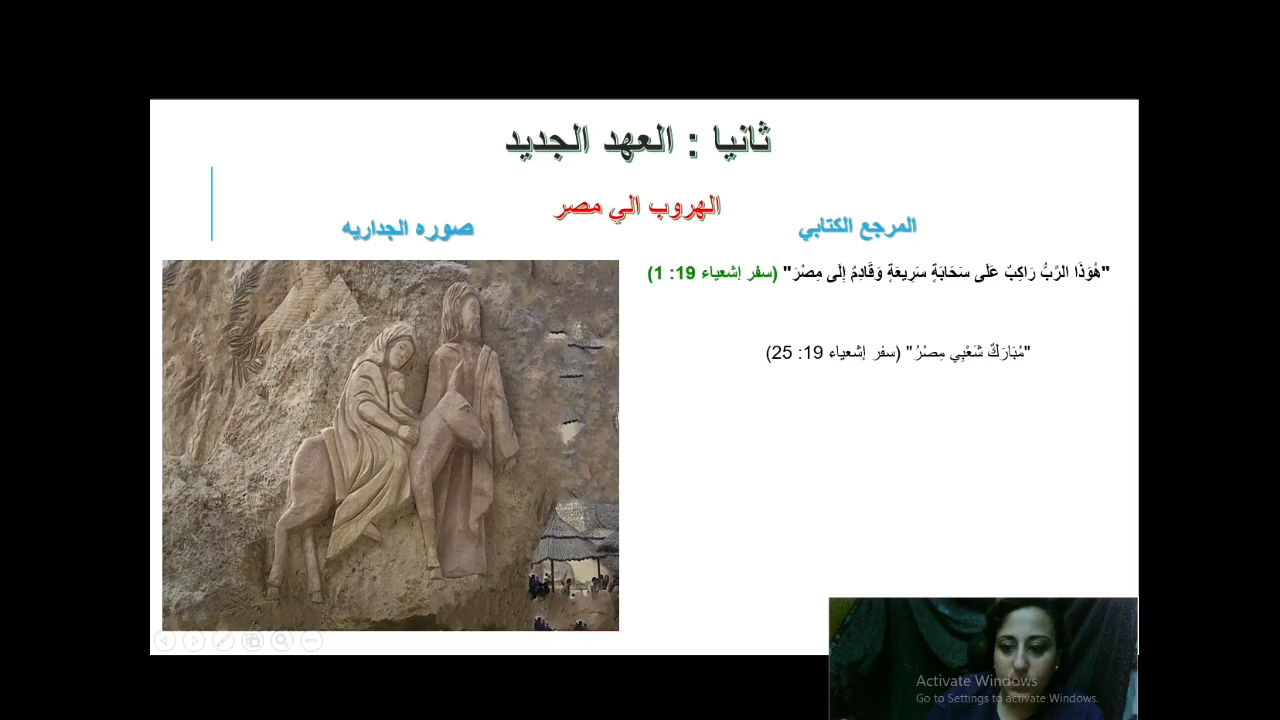 ثانيا : العهد الجديد
الهروب الي مصر
المرجع الكتابي
صوره الجداريه
"هُوَذَا الرَّبُّ رَاكِبٌ عَلَى سَحَابَةٍ سَرِيعَةٍ وَقَادِمٌ إِلَى مِصْرَ" (سفر إشعياء 19: 1)
"مُبَارَكٌ شَعْبِي مِصْرُ" (سفر إشعياء 19: 25)
Activate Windows
Go to Settings to activate Windows.